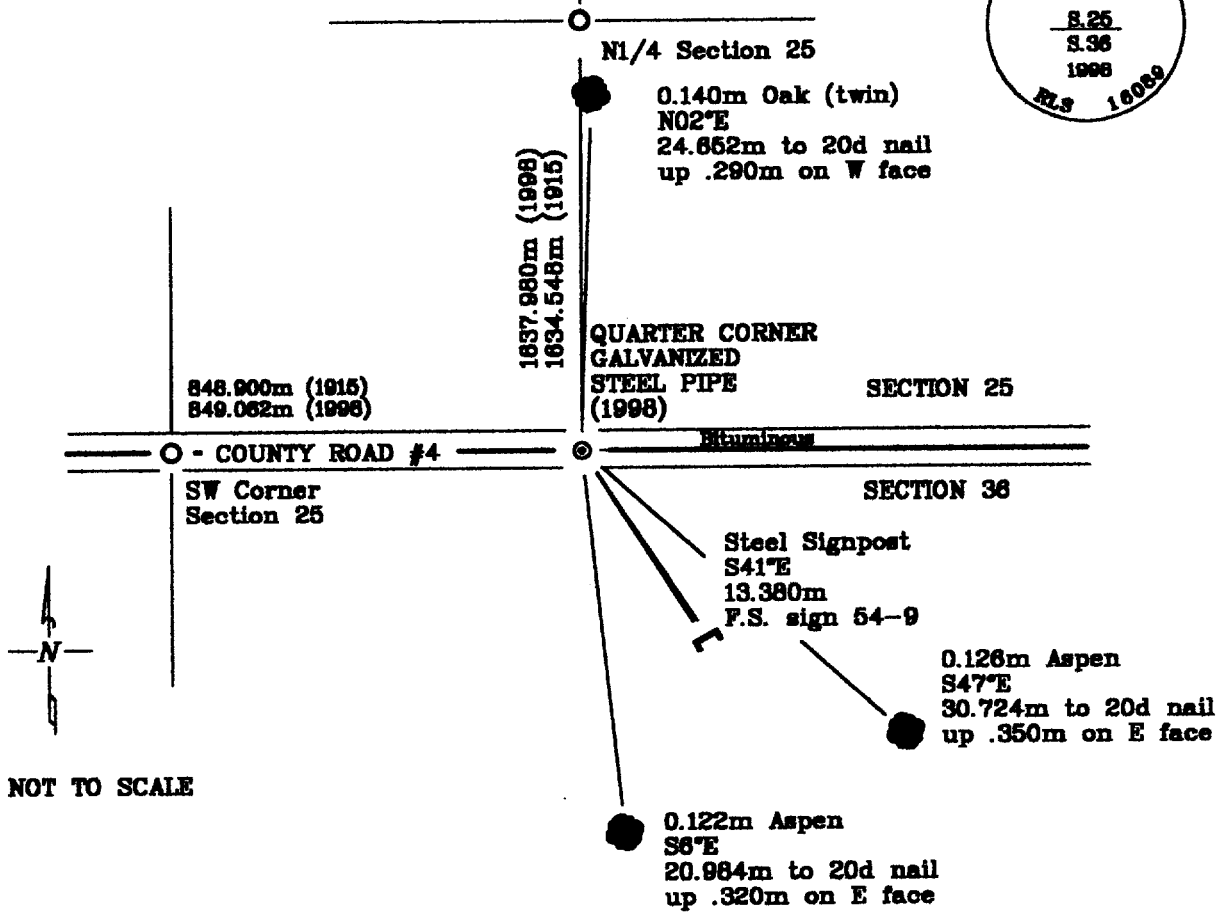 S.25
S.36
1998
RLS 16089
N1/4 Section 25
0.140m Oak (twin)
N02°E
24.652m to 20d nail
up .290m on W face
1637.980m (1998)
1634.548m (1915)
QUARTER CORNER
GALVANIZED
STEEL PIPE
(1998)
848.900m (1915)
849.062m (1998)
SECTION 25
Bituminous
COUNTY ROAD #4
SW Corner
Section 25
SECTION 36
Steel Signpost
S41°E
13.380m
F.S. sign 54-9
N
0.126m Aspen
S47°E
30.724m to 20d nail
up .350m on E face
NOT TO SCALE
0.122m Aspen
S6°E
20.984m to 20d nail
up .320m on E face